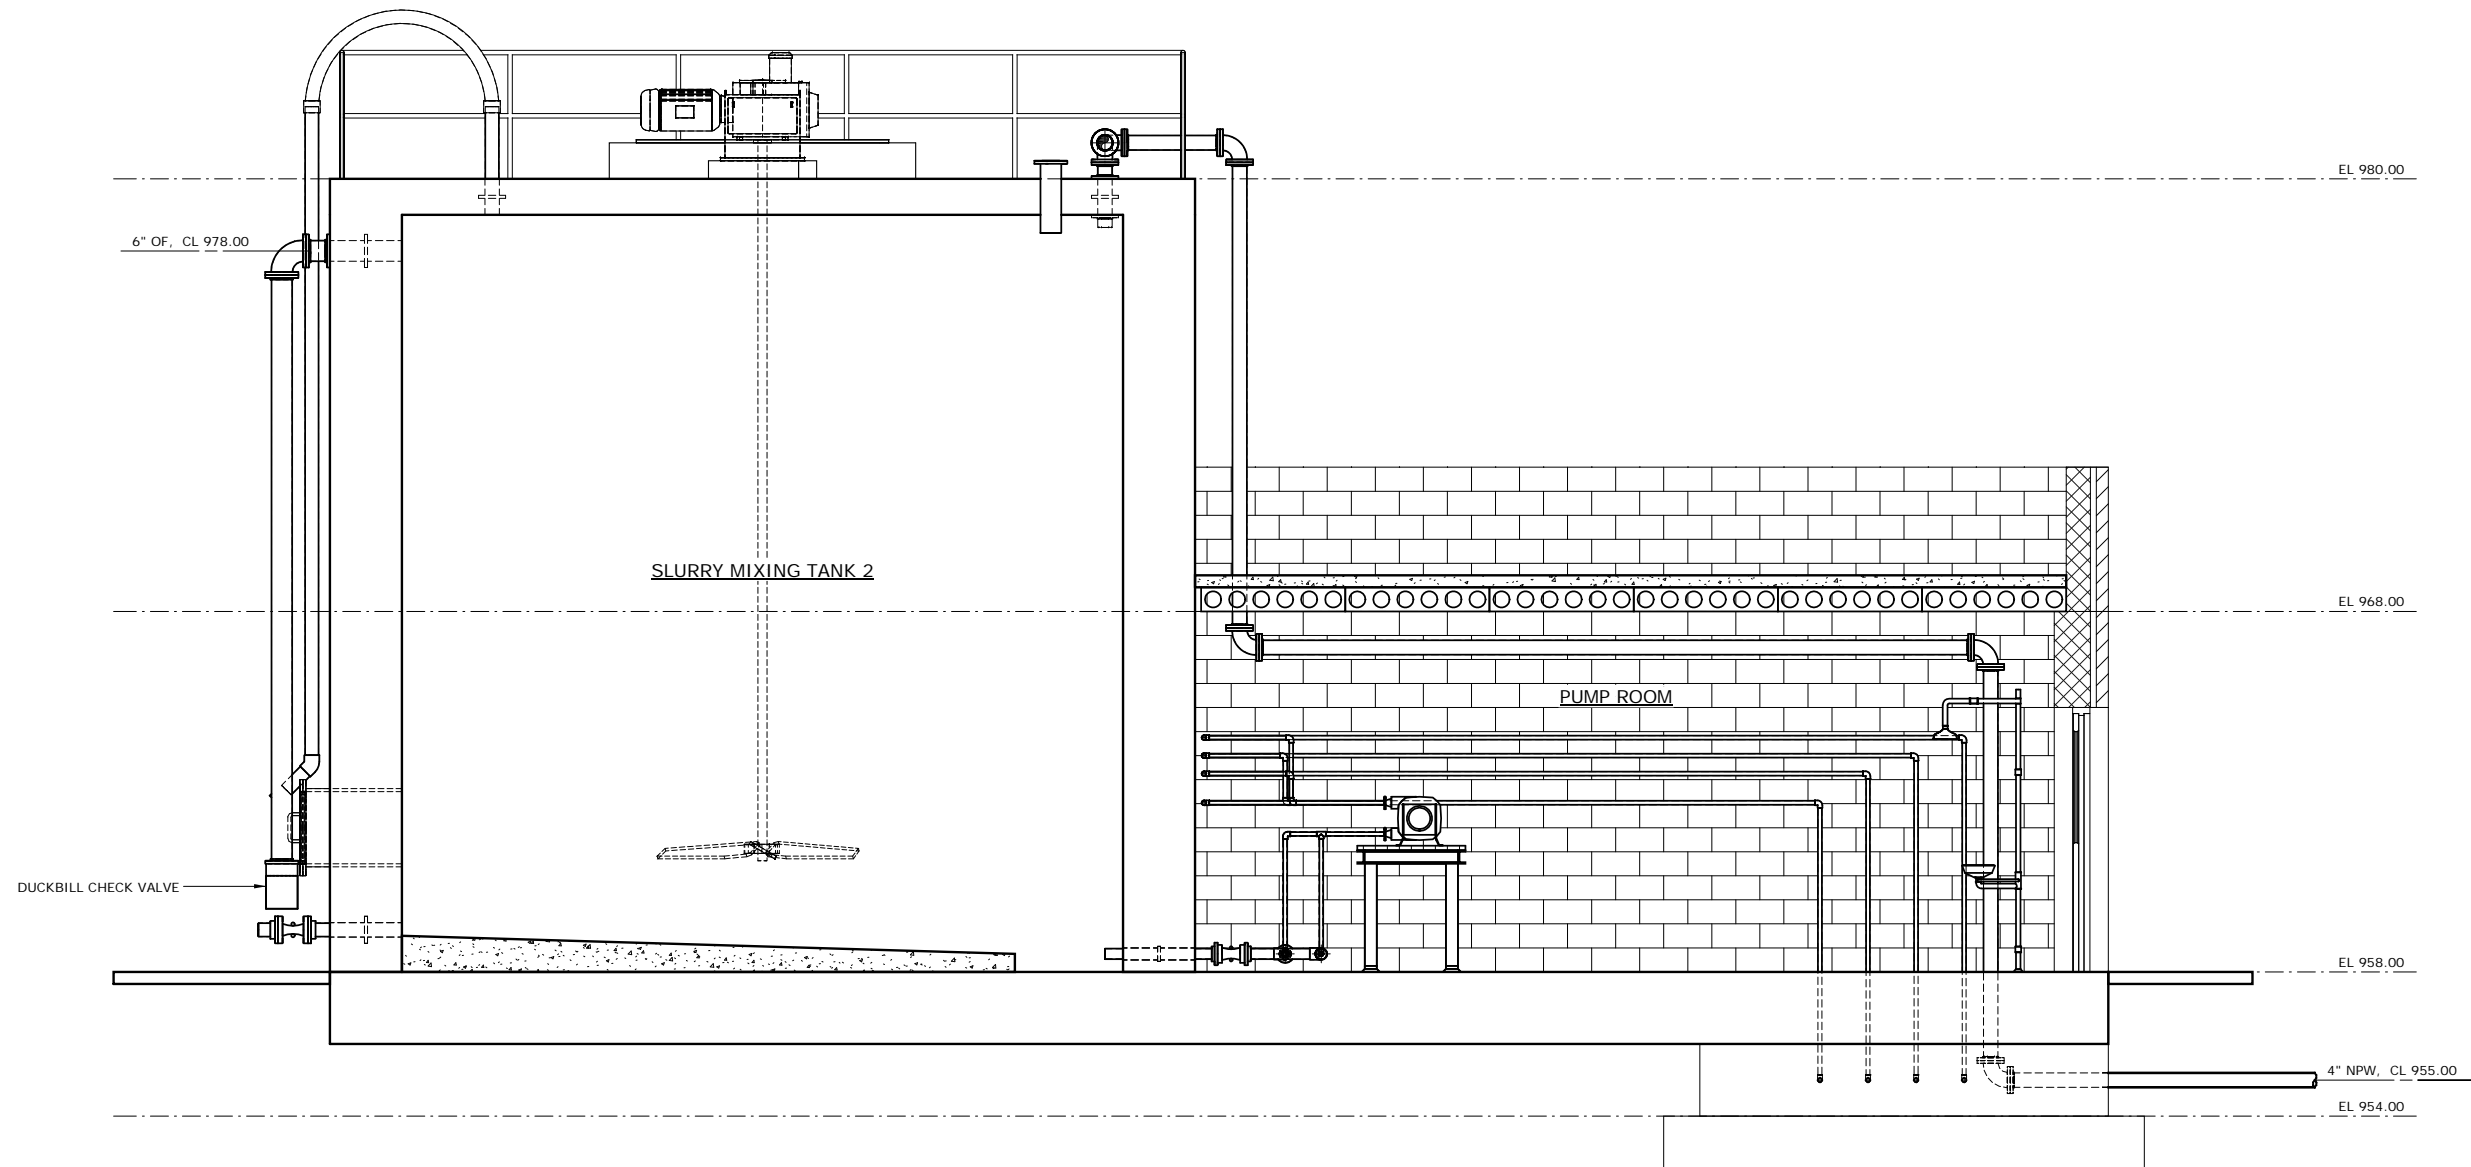 EL 980.00
6" OF, CL 978.00
SLURRY MIXING TANK 2
EL 968.00
PUMP ROOM
DUCKBILL CHECK VALVE
EL 958.00
4" NPW, CL 955.00
EL 954.00